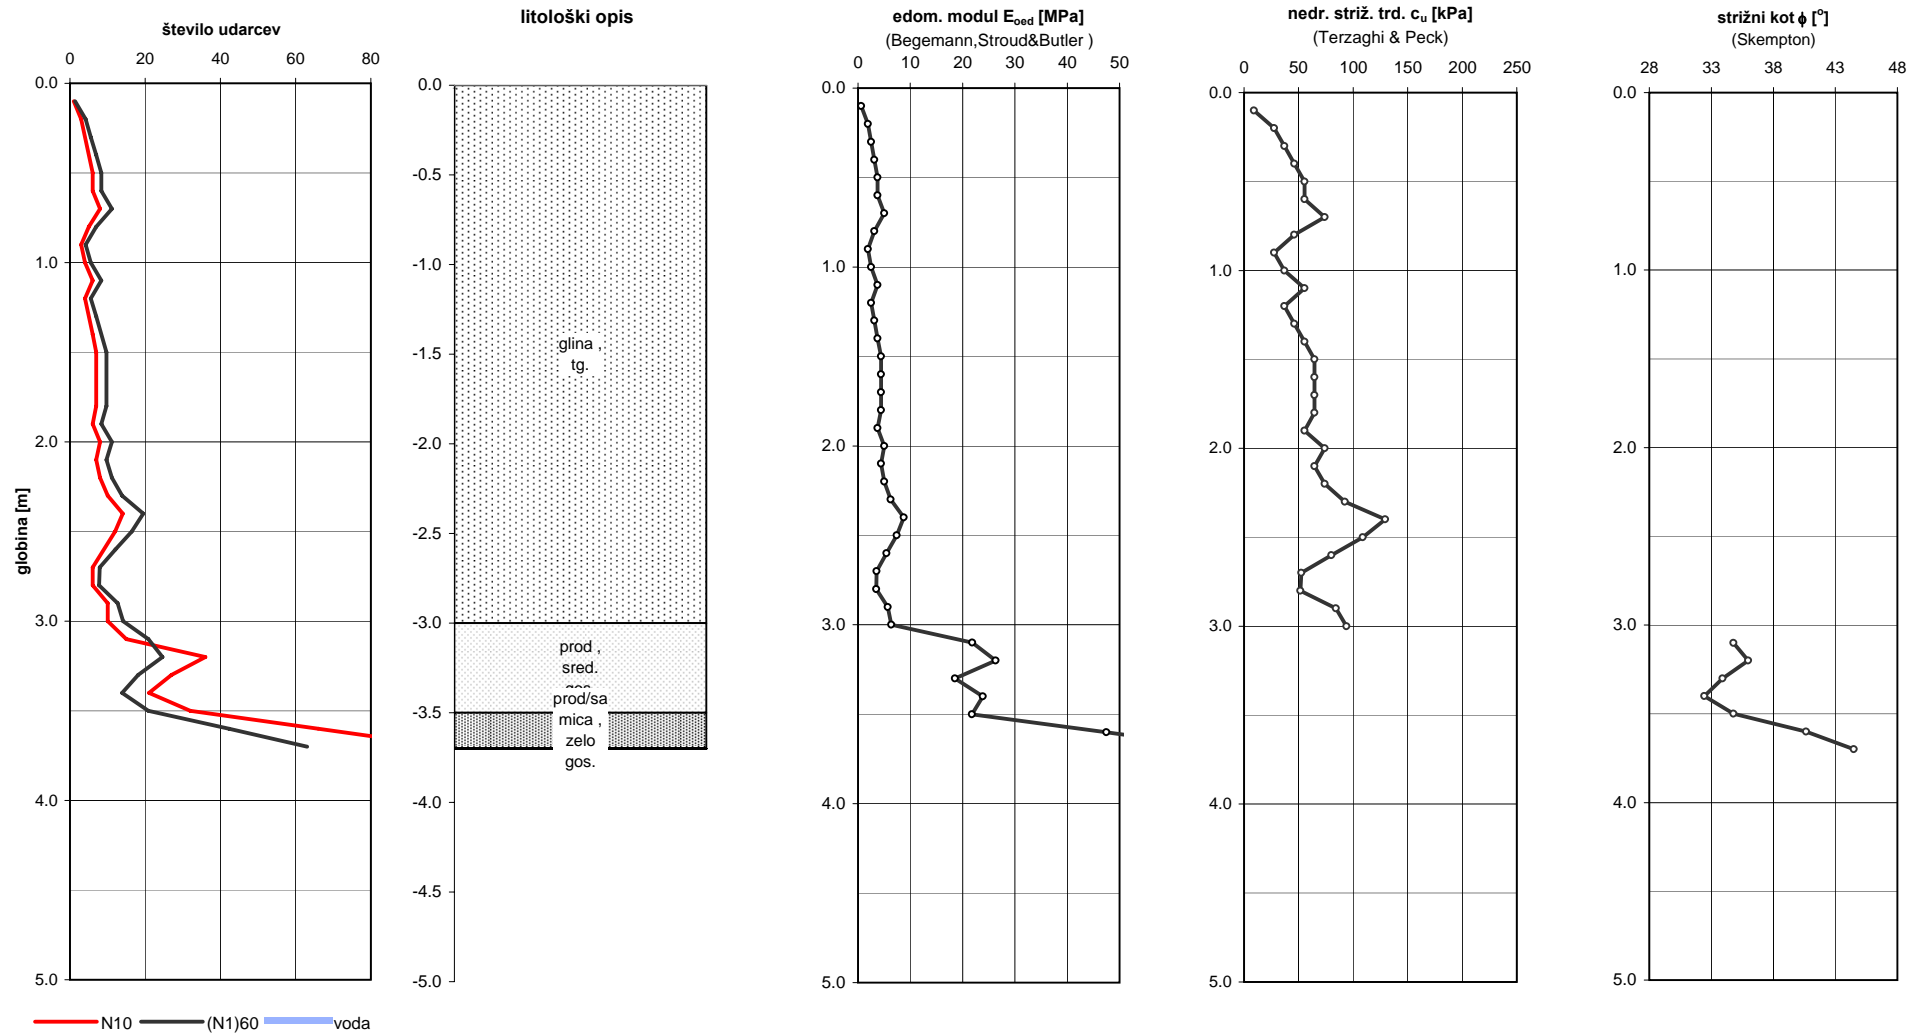 število udarcev
0 20 40 60 80
0.0
1.0
2.0
3.0
4.0
5.0
globina [m]
N10 (N1)60 voda
litološki opis
0.0
-0.5
-1.0
-1.5
-2.0
-2.5
-3.0
-3.5
-4.0
-4.5
-5.0
glina ,
tg.
prod ,
sred.
gos.
prod/sa
mica ,
zelo
gos.
edom. modul Eoed [MPa]
(Begemann,Stroud&Butler )
0 10 20 30 40 50
0.0
1.0
2.0
3.0
4.0
5.0
nedr. striž. trd. cu [kPa]
(Terzaghi & Peck)
0 50 100 150 200 250
0.0
1.0
2.0
3.0
4.0
5.0
strižni kot ϕ [°]
(Skempton)
28 33 38 43 48
0.0
1.0
2.0
3.0
4.0
5.0